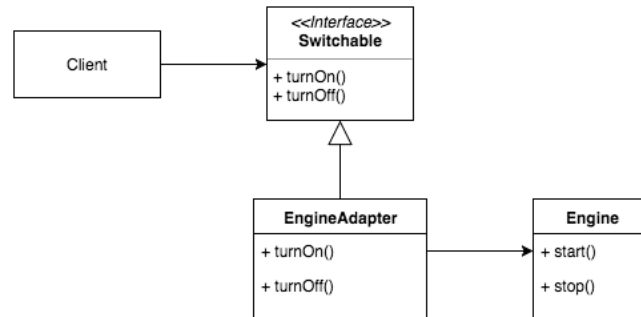 <<Interface>>
Switchable
Client
+ turnOn()
+ turnOff()
EngineAdapter
+ turnOn()
+ turnOff()
Engine
+ start()
+ stop()